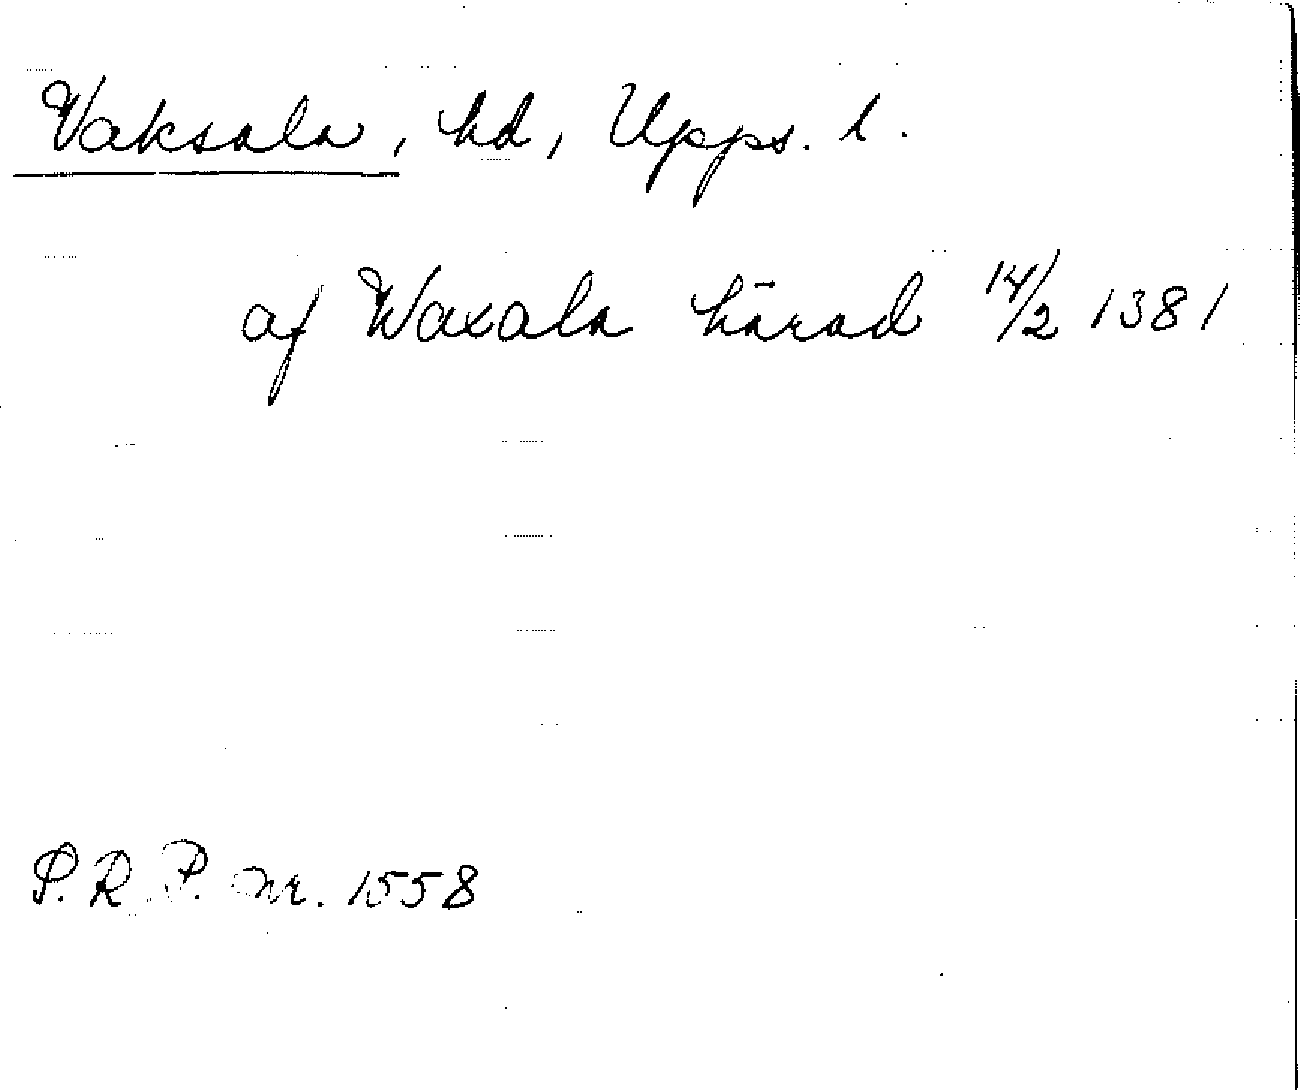 Vaksala, hd, Upps. l.
af Waxala härad 14/2 1381
S.R.P. nr. 1558